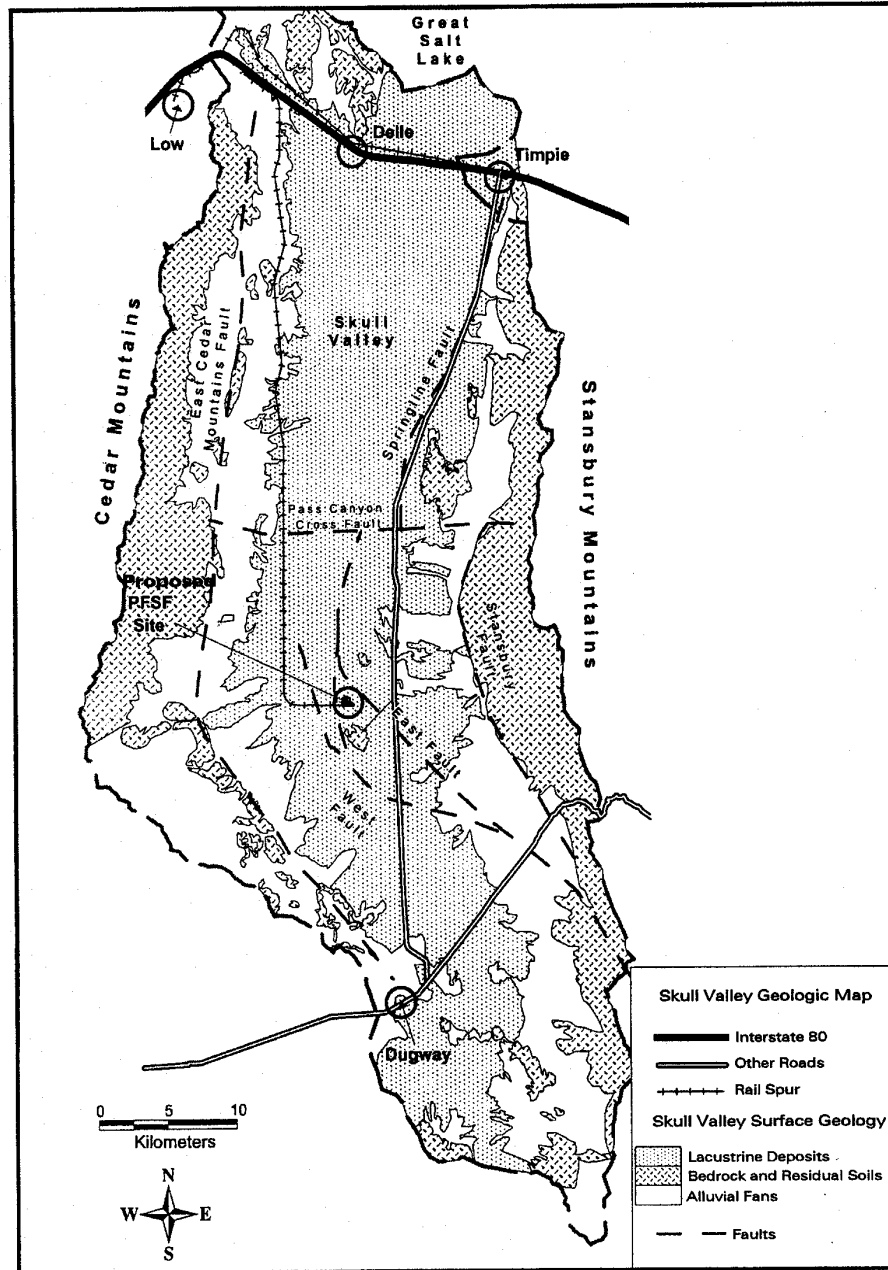 Great
Salt
Lake
Low
Delle
Timpie
Cedar Mountains
East Cedar
Mountains Fault
Skull
Valley
Springline Fault
Stansbury Mountains
Pass Canyon
Cross Fault
Proposed
PFSF
Site
Stansbury
Fault
East Fault
West
Fault
Dugway
0 5 10
Kilometers
N
W E
S
Skull Valley Geologic Map
Interstate 80
Other Roads
Rail Spur
Skull Valley Surface Geology
Lacustrine Deposits
Bedrock and Residual Soils
Alluvial Fans
Faults